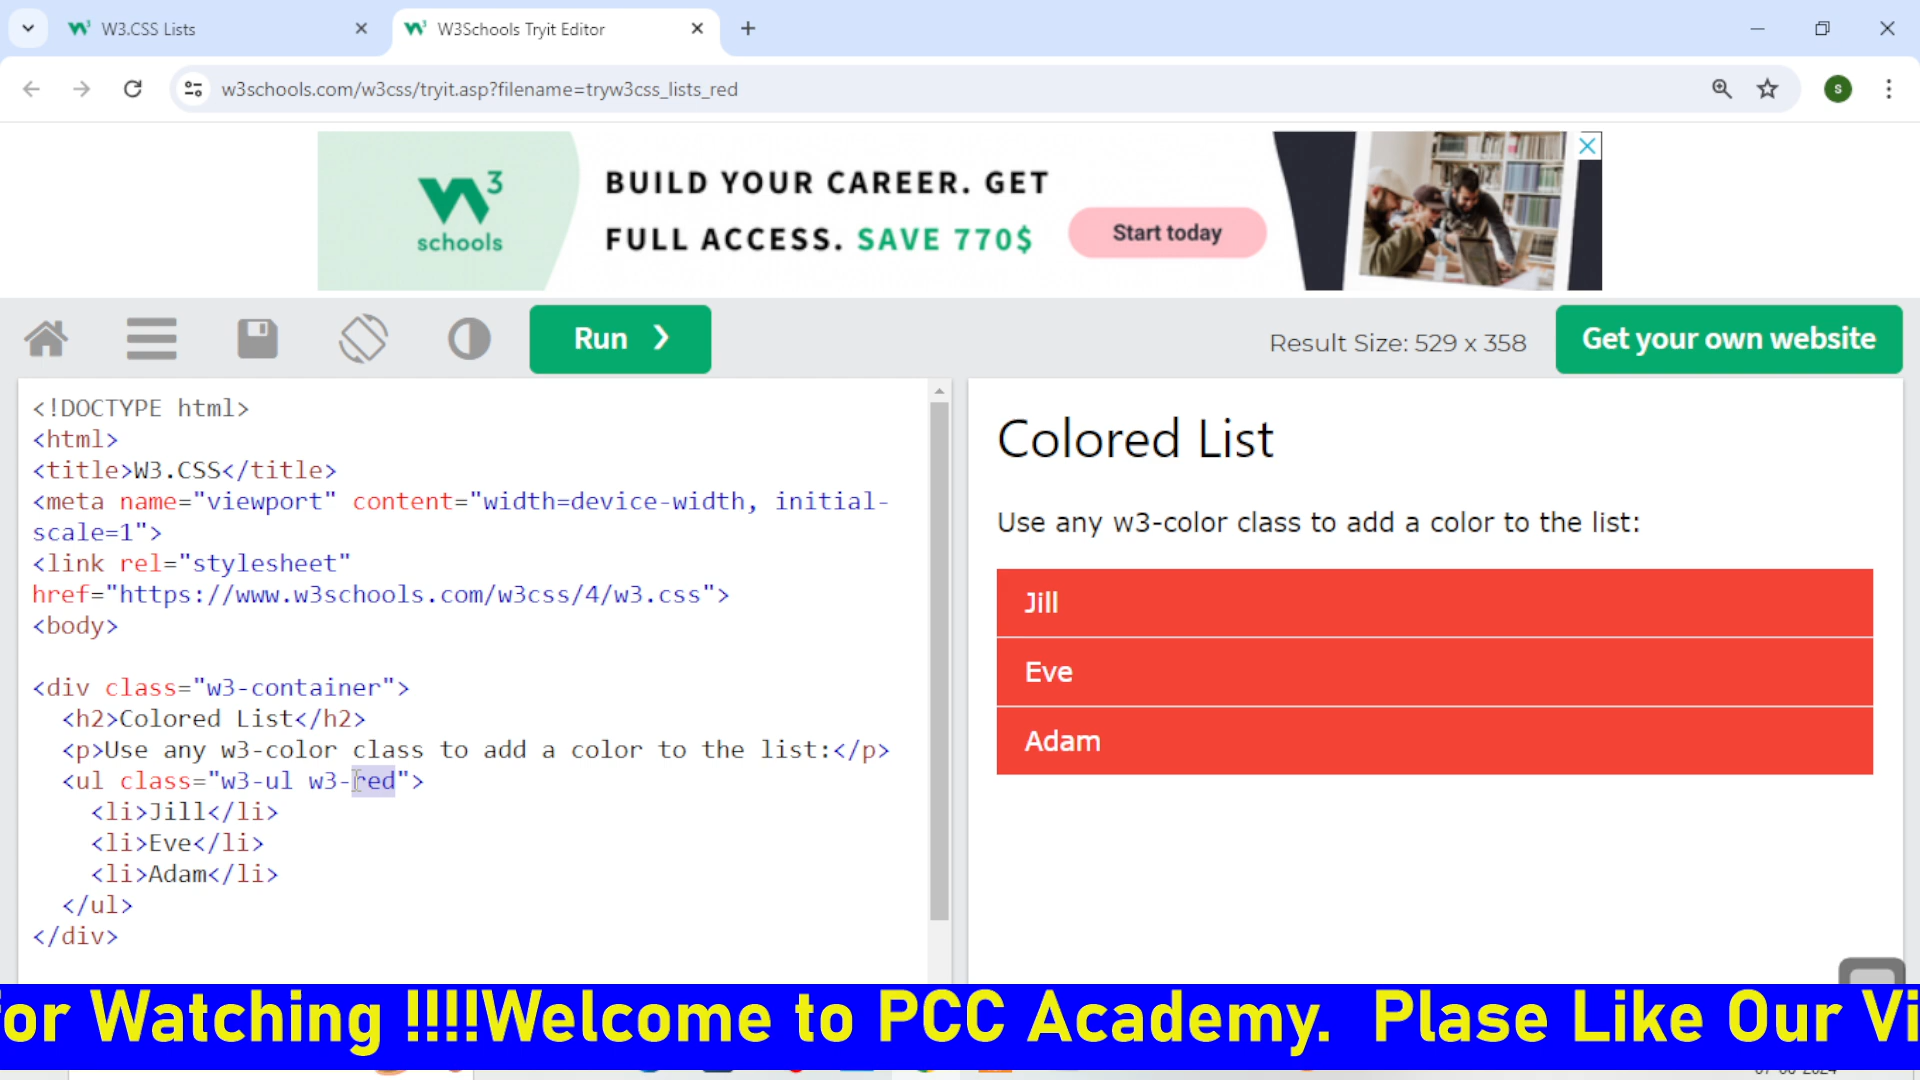 W3.CSS Lists
W3Schools Tryit Editor
w3schools.com/w3css/tryit.asp?filename=tryw3css_lists_red
S
W3
schools
BUILD YOUR CAREER. GET
FULL ACCESS. SAVE 770$
Start today
Run ❯
Result Size: 529 x 358
Get your own website
<!DOCTYPE html>
<html>
<title>W3.CSS</title>
<meta name="viewport" content="width=device-width, initial-
scale=1">
<link rel="stylesheet"
href="https://www.w3schools.com/w3css/4/w3.css">
<body>
<div class="w3-container">
<h2>Colored List</h2>
<p>Use any w3-color class to add a color to the list:</p>
<ul class="w3-ul w3-red">
<li>Jill</li>
<li>Eve</li>
<li>Adam</li>
</ul>
</div>
Colored List
Use any w3-color class to add a color to the list:
Jill
Eve
Adam
or Watching !!!!Welcome to PCC Academy. Plase Like Our Vi